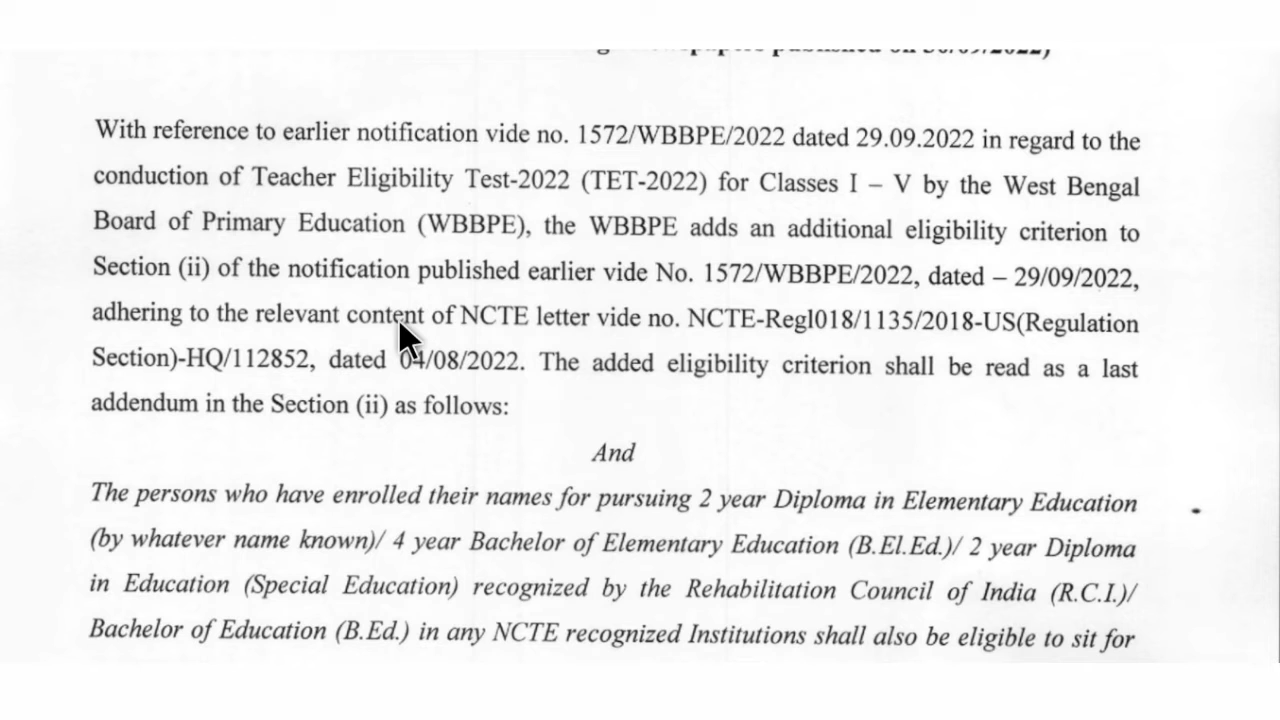 published on 30/09/2022)
With reference to earlier notification vide no. 1572/WBBPE/2022 dated 29.09.2022 in regard to the
conduction of Teacher Eligibility Test-2022 (TET-2022) for Classes I – V by the West Bengal
Board of Primary Education (WBBPE), the WBBPE adds an additional eligibility criterion to
Section (ii) of the notification published earlier vide No. 1572/WBBPE/2022, dated – 29/09/2022,
adhering to the relevant content of NCTE letter vide no. NCTE-Regl018/1135/2018-US(Regulation
Section)-HQ/112852, dated 04/08/2022. The added eligibility criterion shall be read as a last
addendum in the Section (ii) as follows:
And
The persons who have enrolled their names for pursuing 2 year Diploma in Elementary Education
(by whatever name known)/ 4 year Bachelor of Elementary Education (B.El.Ed.)/ 2 year Diploma
in Education (Special Education) recognized by the Rehabilitation Council of India (R.C.I.)/
Bachelor of Education (B.Ed.) in any NCTE recognized Institutions shall also be eligible to sit for